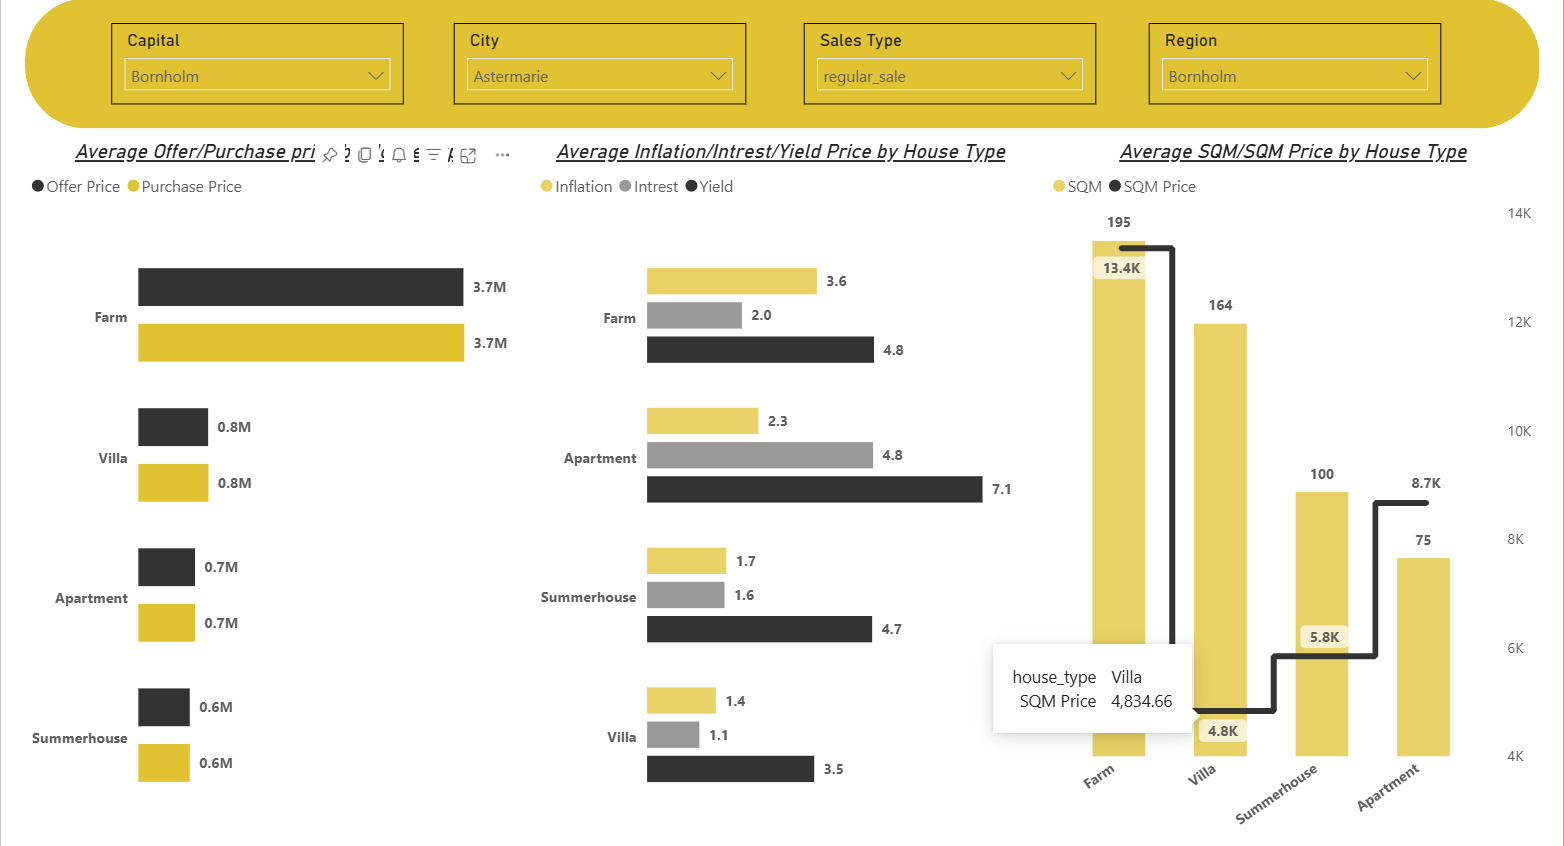 Capital
Bornholm
City
Astermarie
Sales Type
regular_sale
Region
Bornholm
Average Offer/Purchase pri
Offer Price Purchase Price
Farm
3.7M
3.7M
Villa
0.8M
0.8M
Apartment
0.7M
0.7M
Summerhouse
0.6M
0.6M
Average Inflation/Intrest/Yield Price by House Type
Inflation Intrest Yield
Farm
3.6
2.0
4.8
Apartment
2.3
4.8
7.1
Summerhouse
1.7
1.6
4.7
Villa
1.4
1.1
3.5
Average SQM/SQM Price by House Type
SQM SQM Price
14K
12K
10K
8K
6K
4K
195
13.4K
164
100
8.7K
75
5.8K
4.8K
house_type Villa
SQM Price 4,834.66
Farm
Villa
Summerhouse
Apartment